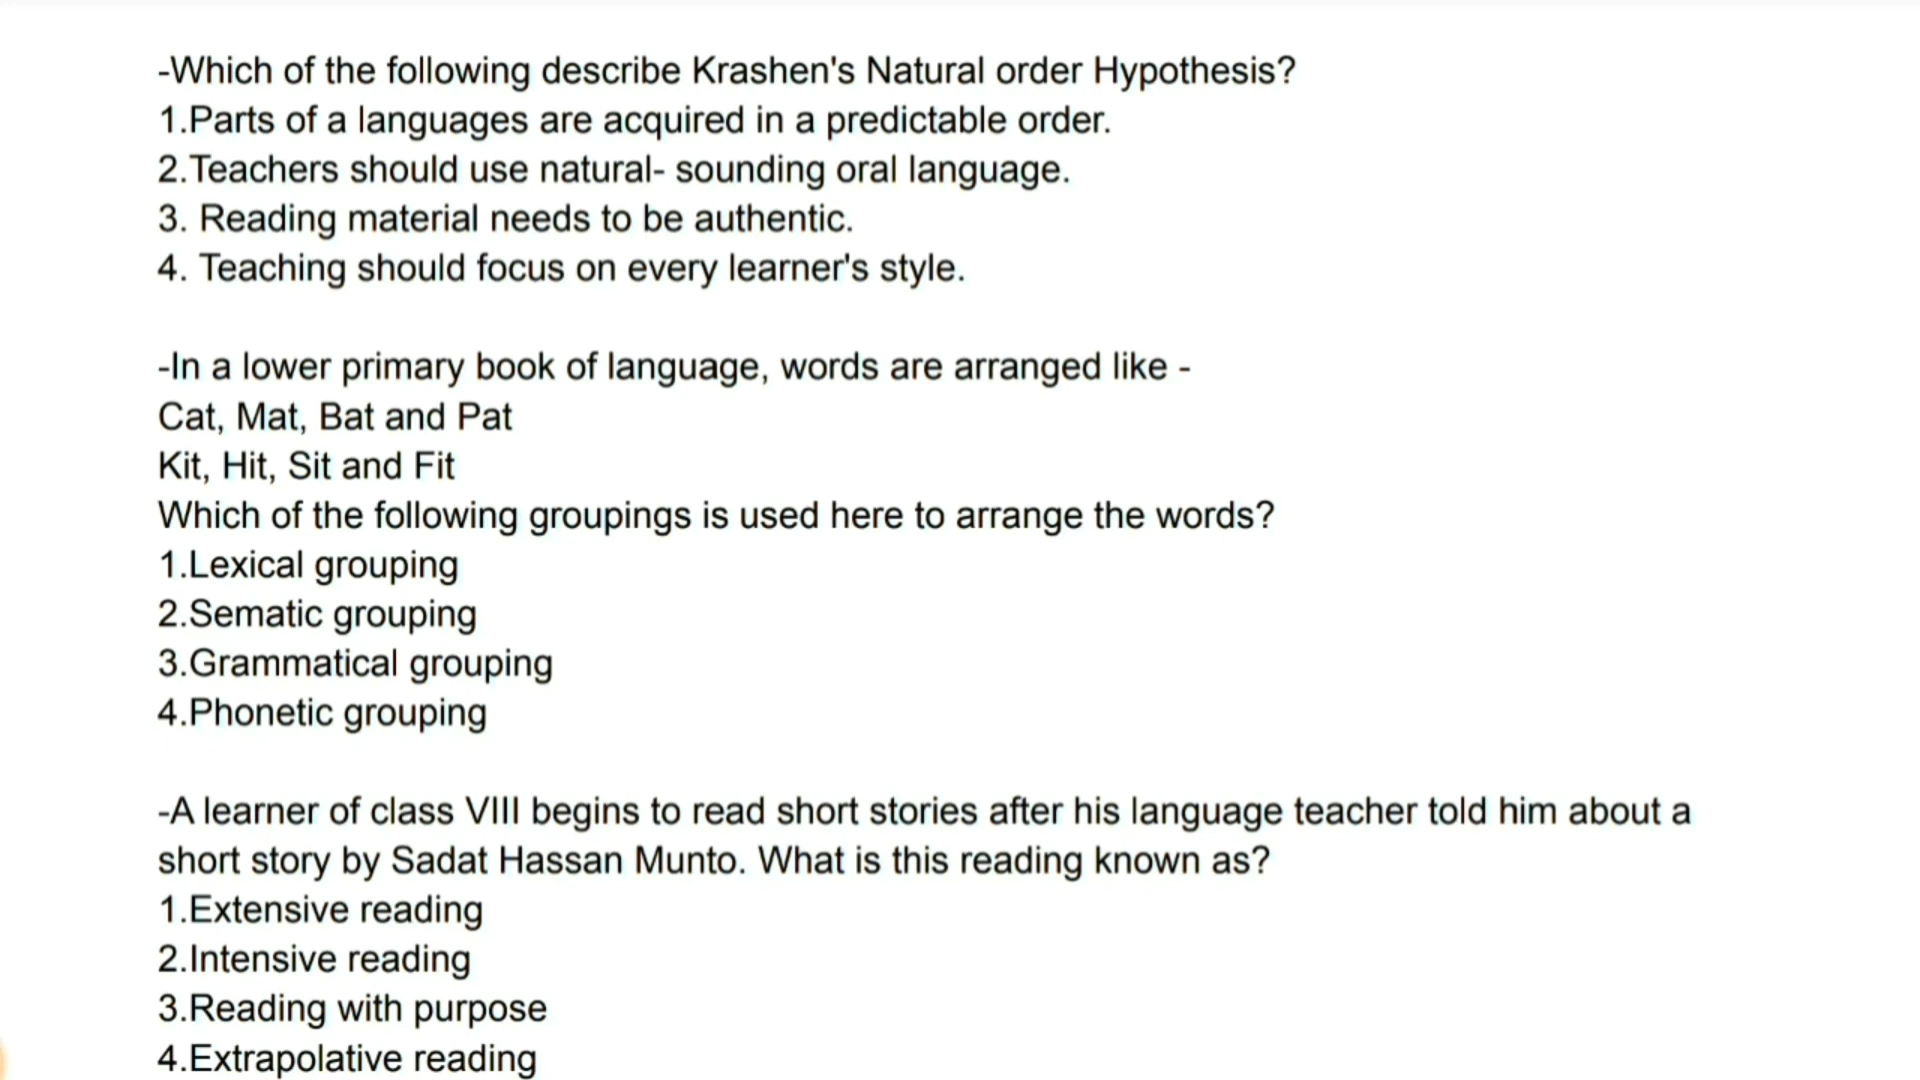 -Which of the following describe Krashen's Natural order Hypothesis?
1.Parts of a languages are acquired in a predictable order.
2.Teachers should use natural- sounding oral language.
3. Reading material needs to be authentic.
4. Teaching should focus on every learner's style.
-In a lower primary book of language, words are arranged like -
Cat, Mat, Bat and Pat
Kit, Hit, Sit and Fit
Which of the following groupings is used here to arrange the words?
1.Lexical grouping
2.Sematic grouping
3.Grammatical grouping
4.Phonetic grouping
-A learner of class VIII begins to read short stories after his language teacher told him about a
short story by Sadat Hassan Munto. What is this reading known as?
1.Extensive reading
2.Intensive reading
3.Reading with purpose
4.Extrapolative reading